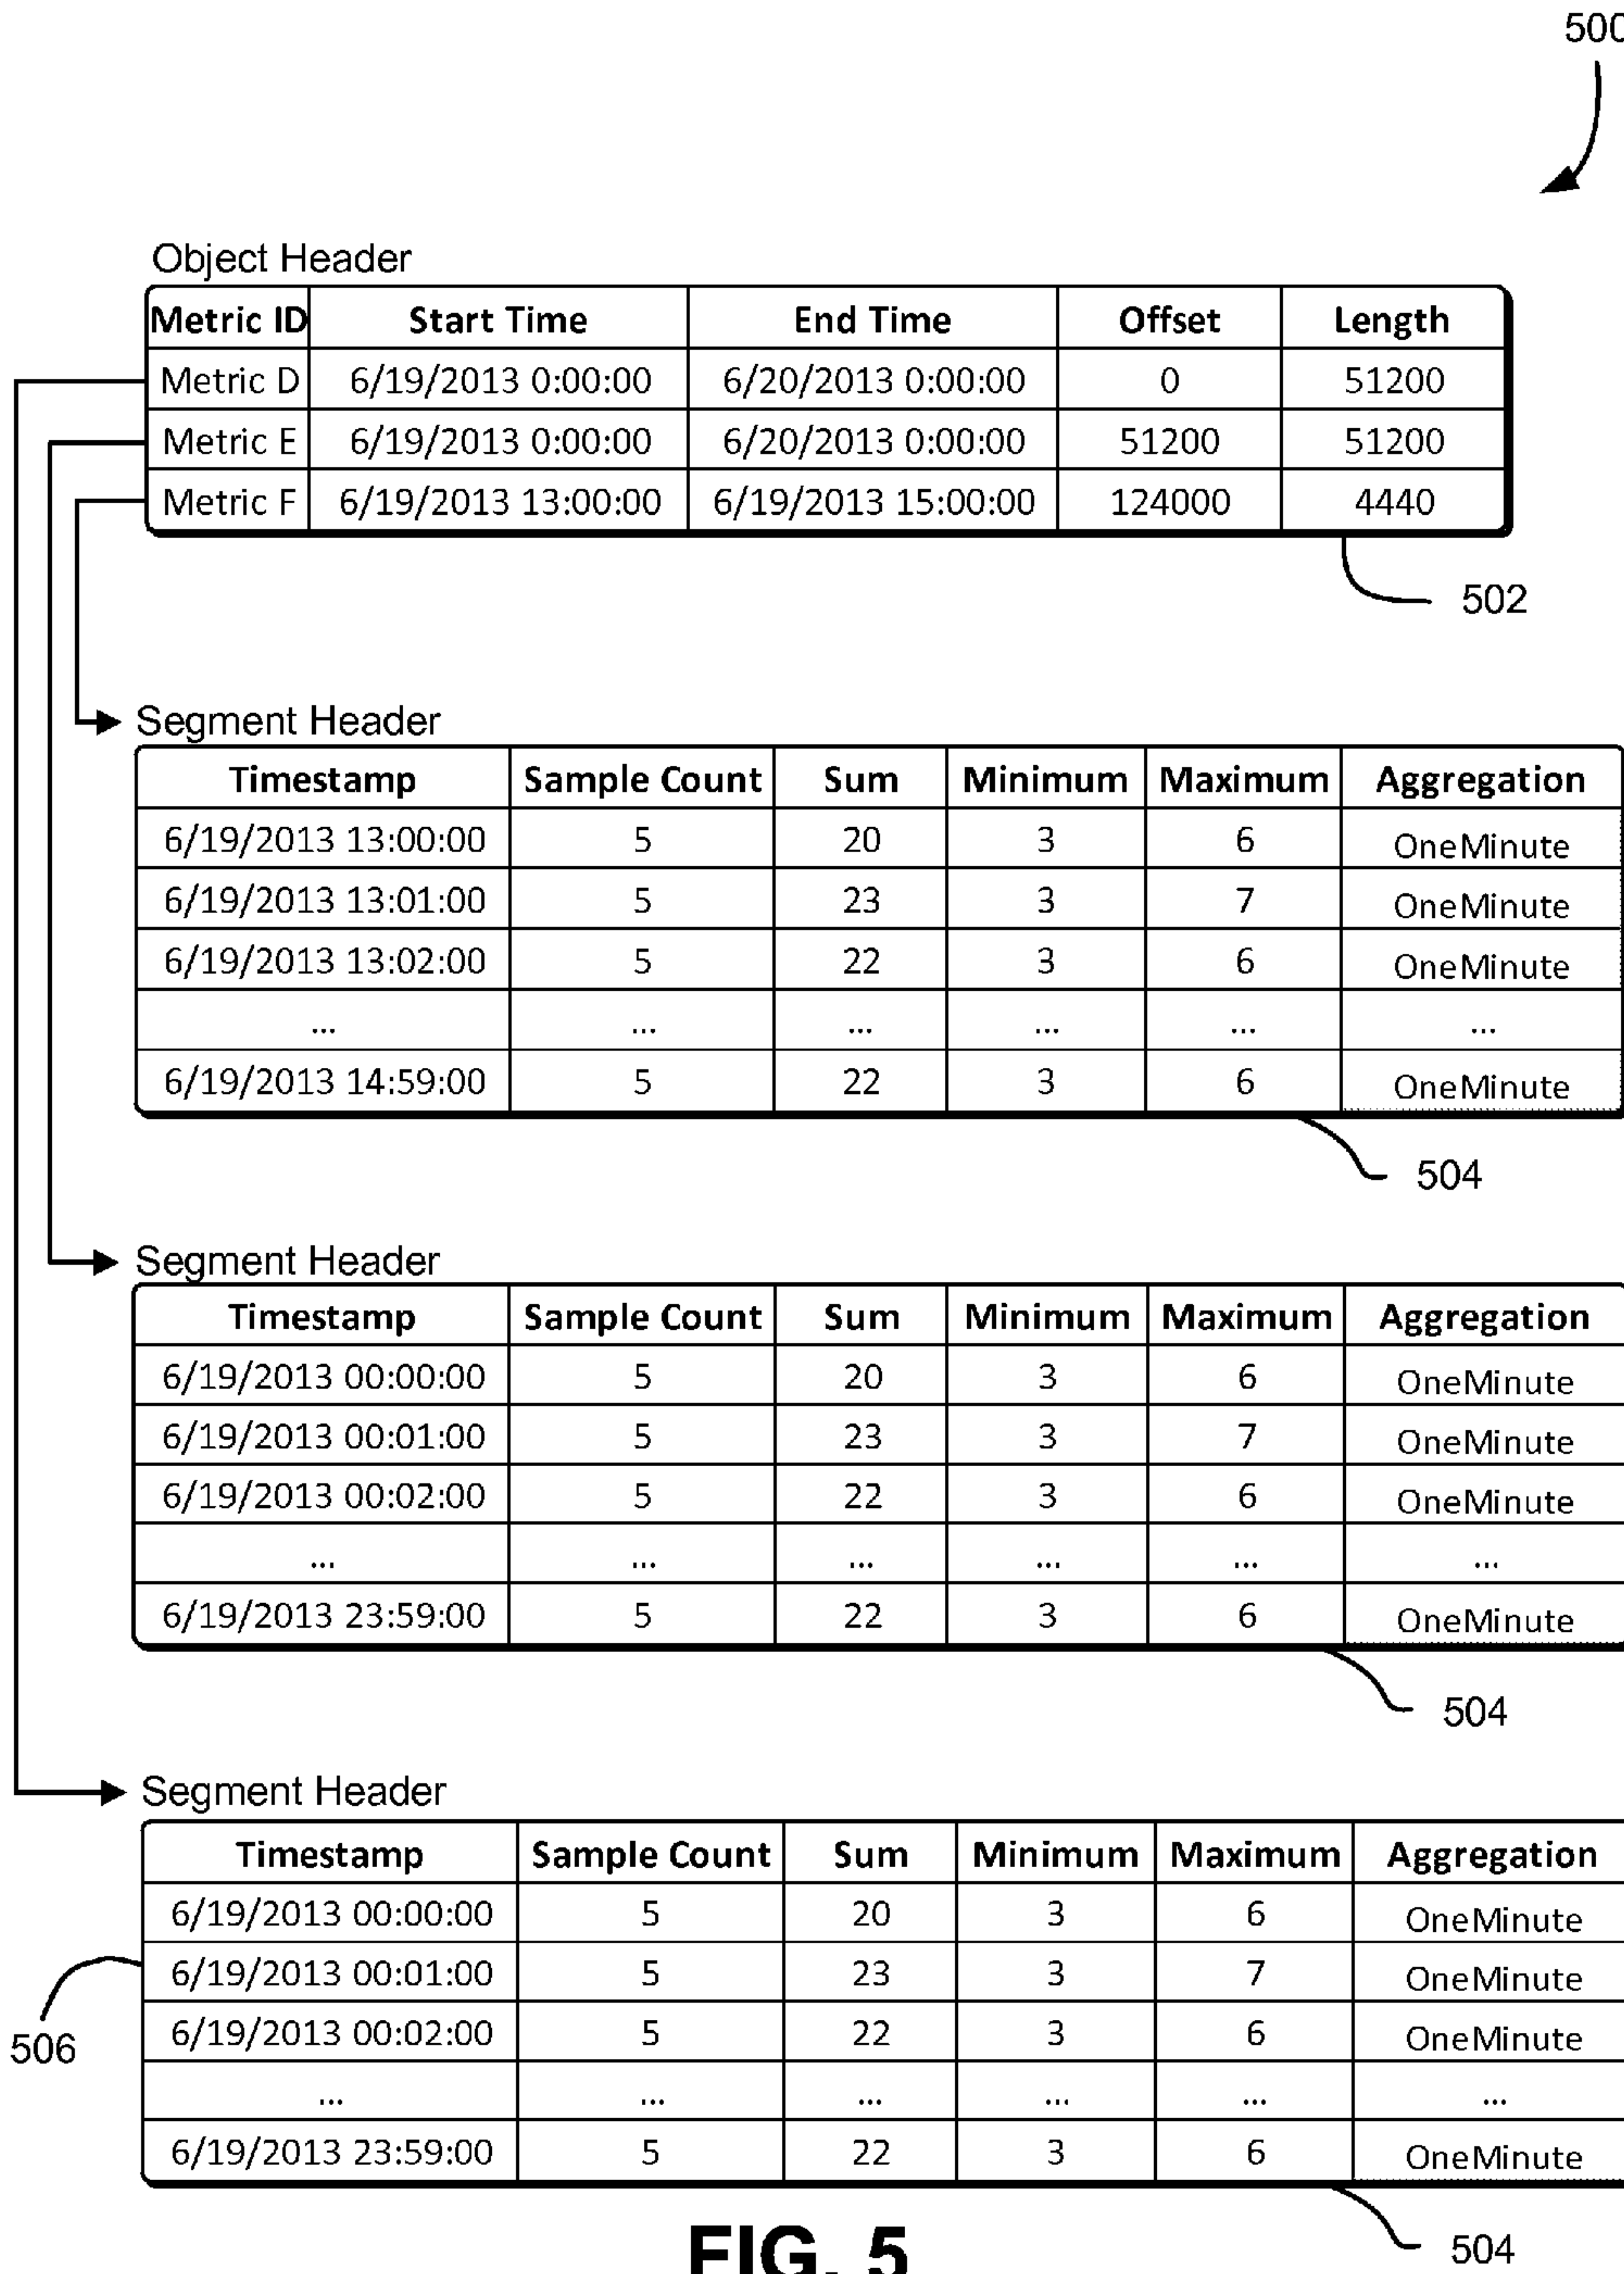 500
Object Header
Metric ID Start Time End Time Offset Length
Metric D 6/19/2013 0:00:00 6/20/2013 0:00:00 0 51200
Metric E 6/19/2013 0:00:00 6/20/2013 0:00:00 51200 51200
Metric F 6/19/2013 13:00:00 6/19/2013 15:00:00 124000 4440
502
Segment Header
Timestamp Sample Count Sum Minimum Maximum Aggregation
6/19/2013 13:00:00 5 20 3 6 OneMinute
6/19/2013 13:01:00 5 23 3 7 OneMinute
6/19/2013 13:02:00 5 22 3 6 OneMinute
... ... ... ... ... ...
6/19/2013 14:59:00 5 22 3 6 OneMinute
504
Segment Header
Timestamp Sample Count Sum Minimum Maximum Aggregation
6/19/2013 00:00:00 5 20 3 6 OneMinute
6/19/2013 00:01:00 5 23 3 7 OneMinute
6/19/2013 00:02:00 5 22 3 6 OneMinute
... ... ... ... ... ...
6/19/2013 23:59:00 5 22 3 6 OneMinute
504
Segment Header
Timestamp Sample Count Sum Minimum Maximum Aggregation
6/19/2013 00:00:00 5 20 3 6 OneMinute
6/19/2013 00:01:00 5 23 3 7 OneMinute
6/19/2013 00:02:00 5 22 3 6 OneMinute
506
... ... ... ... ... ...
6/19/2013 23:59:00 5 22 3 6 OneMinute
504
FIG. 5